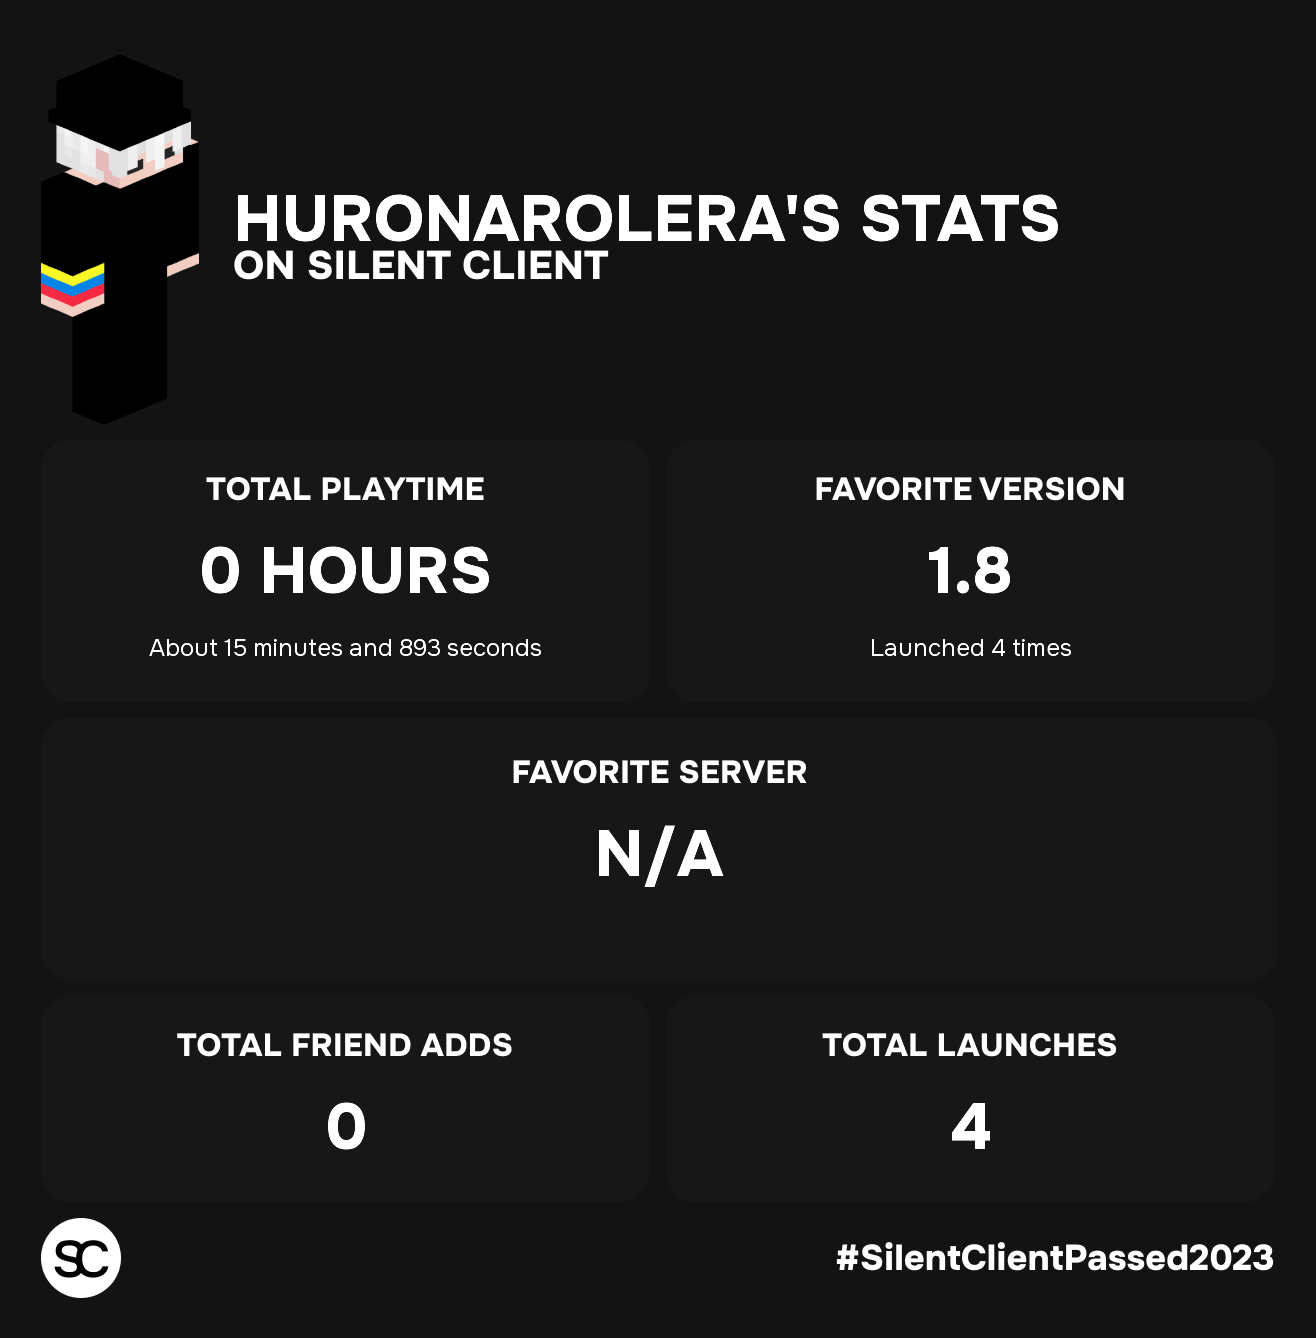 HURONAROLERA'S STATS
ON SILENT CLIENT
TOTAL PLAYTIME
0 HOURS
About 15 minutes and 893 seconds
FAVORITE VERSION
1.8
Launched 4 times
FAVORITE SERVER
N/A
TOTAL FRIEND ADDS
0
TOTAL LAUNCHES
4
SC
#SilentClientPassed2023